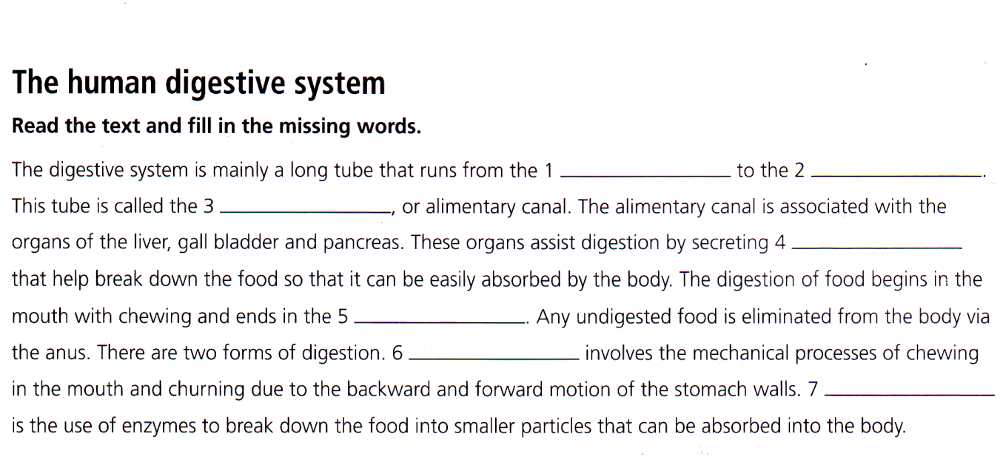 The human digestive system
Read the text and fill in the missing words.
The digestive system is mainly a long tube that runs from the 1 ________________ to the 2 ________________.
This tube is called the 3 ________________, or alimentary canal. The alimentary canal is associated with the
organs of the liver, gall bladder and pancreas. These organs assist digestion by secreting 4 ________________
that help break down the food so that it can be easily absorbed by the body. The digestion of food begins in the
mouth with chewing and ends in the 5 ________________. Any undigested food is eliminated from the body via
the anus. There are two forms of digestion. 6 ________________ involves the mechanical processes of chewing
in the mouth and churning due to the backward and forward motion of the stomach walls. 7 ________________
is the use of enzymes to break down the food into smaller particles that can be absorbed into the body.